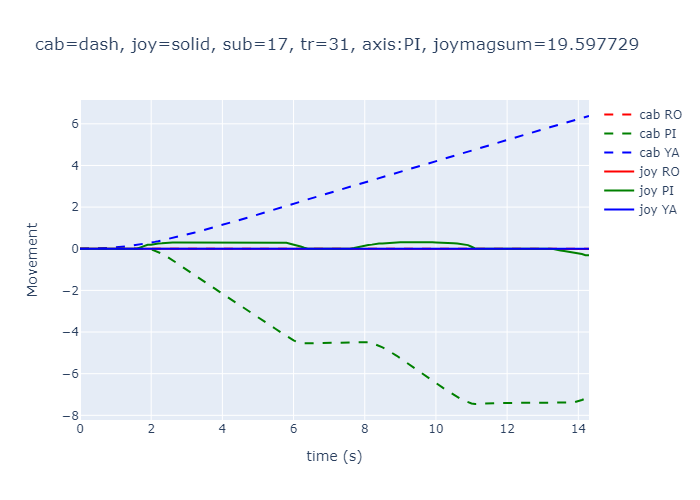 cab=dash, joy=solid, sub=17, tr=31, axis:PI, joymagsum=19.597729
6
4
2
0
−2
−4
−6
−8
Movement
0
2
4
6
8
10
12
14
time (s)
cab RO
cab PI
cab YA
joy RO
joy PI
joy YA